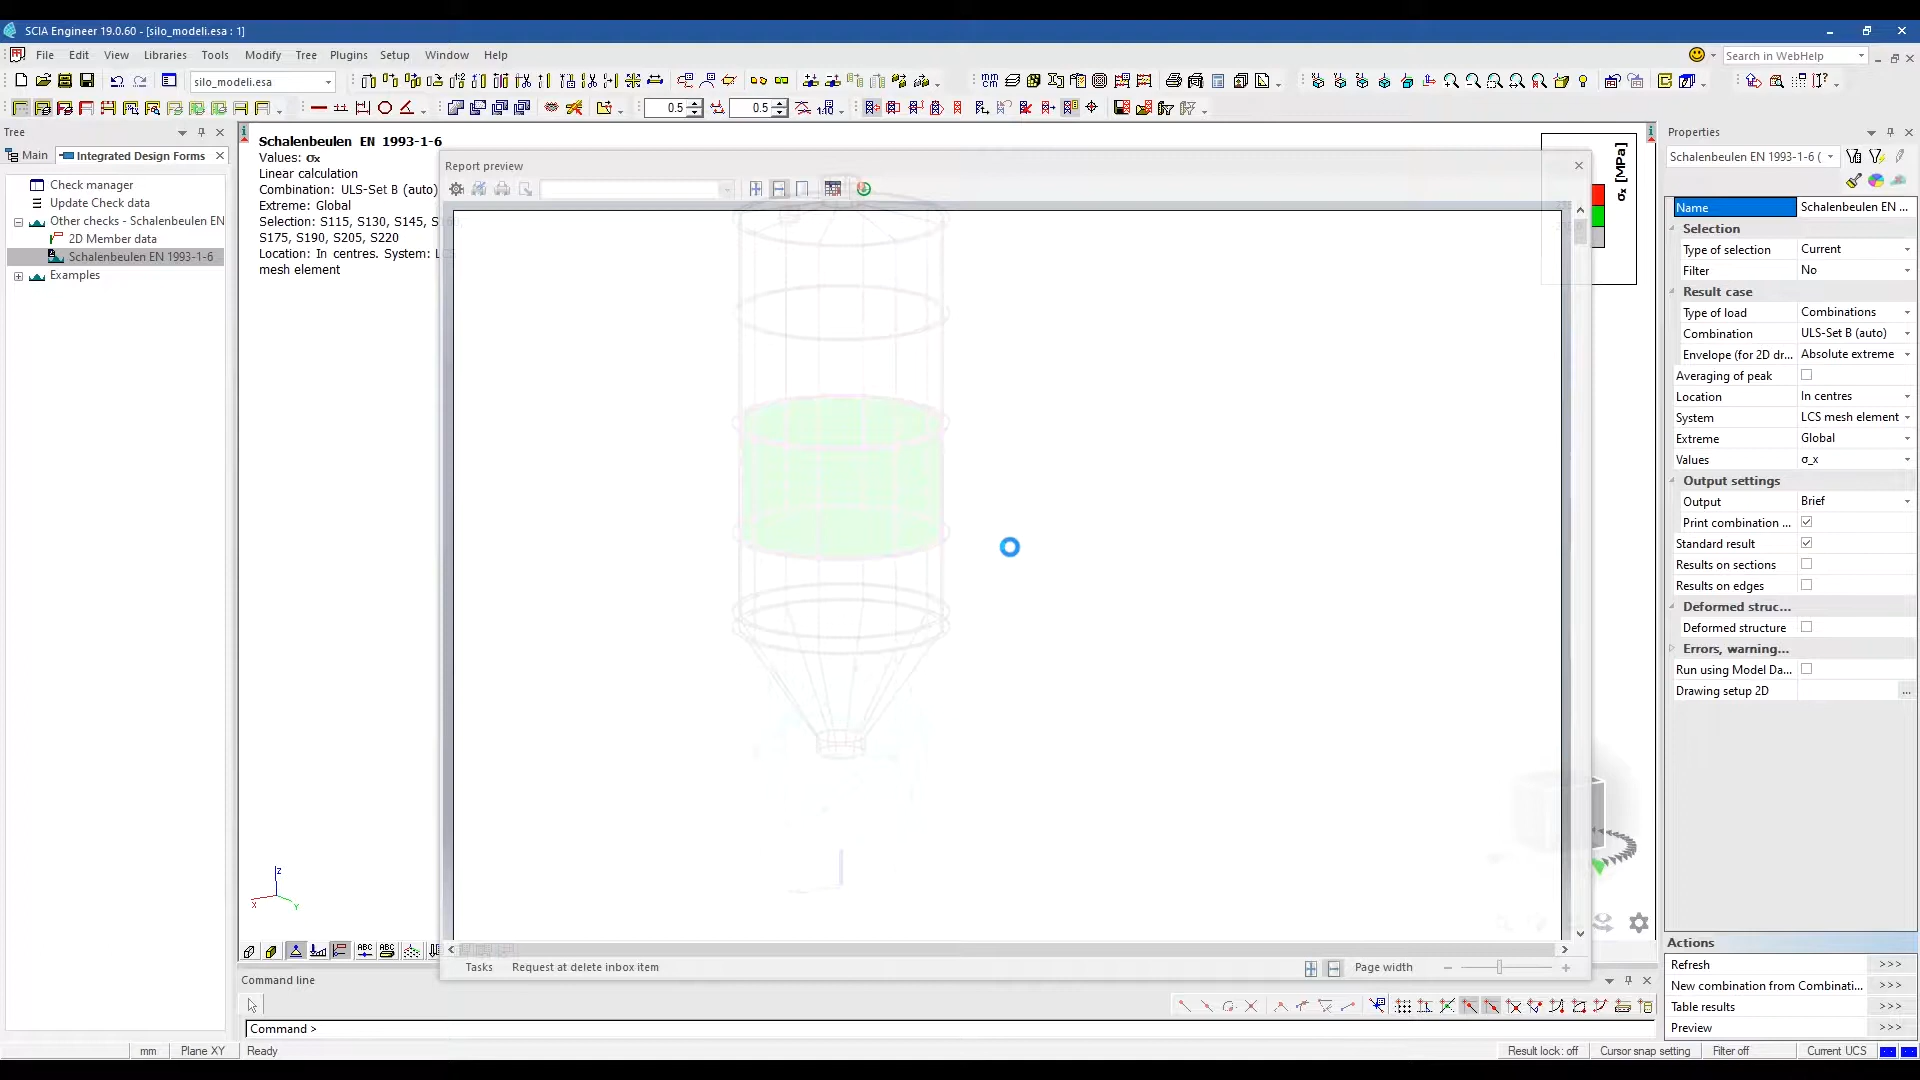 SCIA Engineer 19.0.60 - [silo_modeli.esa : 1]
File Edit View Libraries Tools Modify Tree Plugins Setup Window Help
Search in WebHelp
silo_modeli.esa
0.5 0.5
Tree
Main Integrated Design Forms
Check manager
Update Check data
Other checks - Schalenbeulen EN
2D Member data
Schalenbeulen EN 1993-1-6
Examples
Schalenbeulen EN 1993-1-6
Values: σx
Linear calculation
Combination: ULS-Set B (auto)
Extreme: Global
Selection: S115, S130, S145, S160,
S175, S190, S205, S220
Location: In centres. System: L
mesh element
σx [MPa]
Report preview
Tasks Request at delete inbox item Page width
Z
X
Y
Command line
Command >
mm Plane XY Ready
Result lock: off Cursor snap setting Filter off Current UCS
Properties
Schalenbeulen EN 1993-1-6 (
Name Schalenbeulen EN ...
Selection
Type of selection Current
Filter No
Result case
Type of load Combinations
Combination ULS-Set B (auto)
Envelope (for 2D dr... Absolute extreme
Averaging of peak
Location In centres
System LCS mesh element
Extreme Global
Values σ_x
Output settings
Output Brief
Print combination ...
Standard result
Results on sections
Results on edges
Deformed struc...
Deformed structure
Errors, warning...
Run using Model Da...
Drawing setup 2D ...
Actions
Refresh >>>
New combination from Combinati... >>>
Table results >>>
Preview >>>